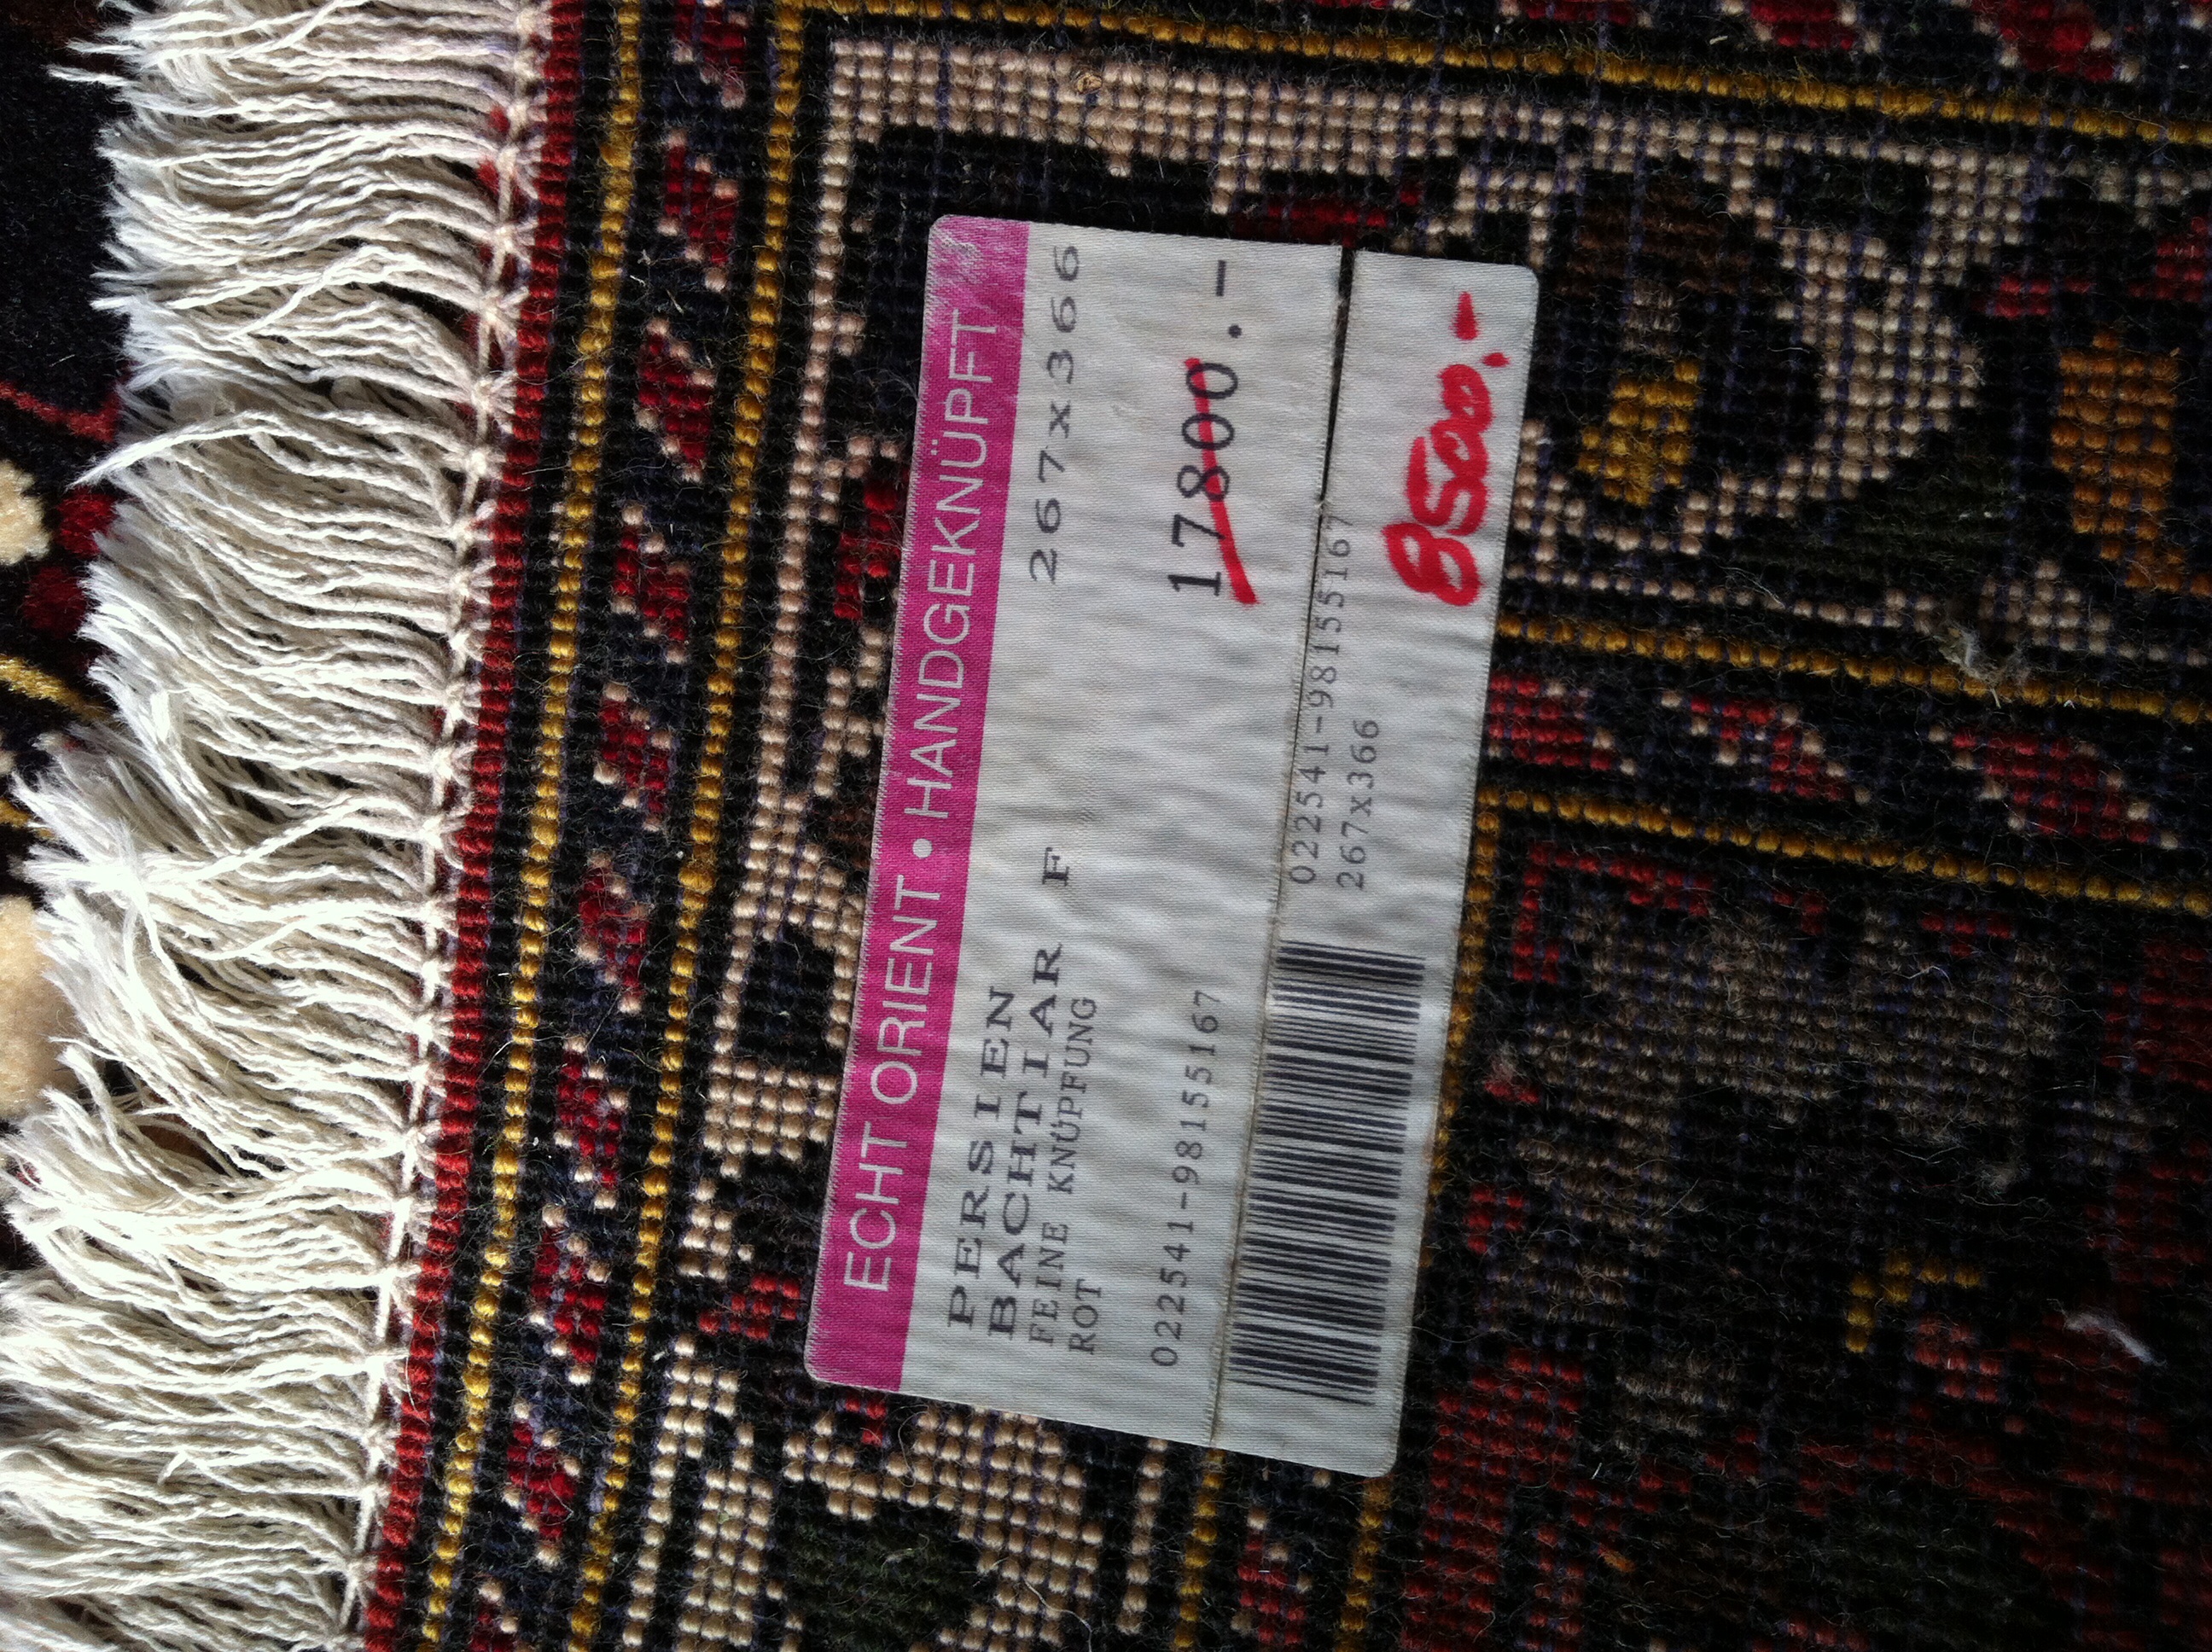 ECHT ORIENT • HANDGEKNÜPFT
PERSIEN 267x366
BACHTIAR F
FEINE KNÜPFUNG
ROT
17800.-
022541-98155167
022541-98155167
267x366
8500,-